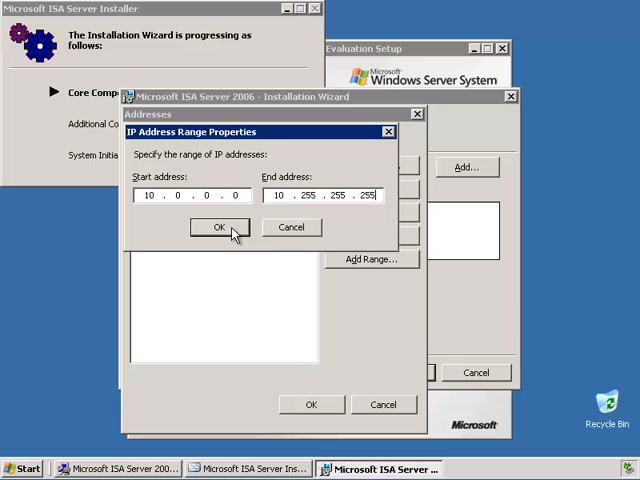 Microsoft ISA Server Installer
The Installation Wizard is progressing as
follows:
Core Comp
Additional Co
System Initia
Evaluation Setup
Microsoft
Windows Server System
Microsoft ISA Server 2006 - Installation Wizard
Addresses
IP Address Range Properties
Specify the range of IP addresses:
Start address:
End address:
10 . 0 . 0 . 0
10 . 255 . 255 . 255
OK
Cancel
Add...
Add Range...
Cancel
OK
Cancel
Microsoft
Recycle Bin
Start
Microsoft ISA Server 200...
Microsoft ISA Server Ins...
Microsoft ISA Server ...